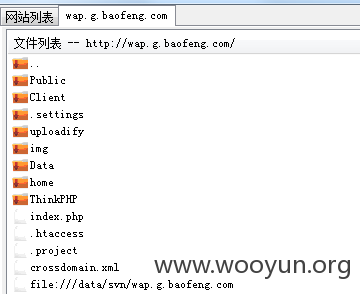 网站列表 wap.g.baofeng.com
文件列表 -- http://wap.g.baofeng.com/
..
Public
Client
.settings
uploadify
img
Data
home
ThinkPHP
index.php
.htaccess
.project
crossdomain.xml
www.wooyun.org
file:///data/svn/wap.g.baofeng.com